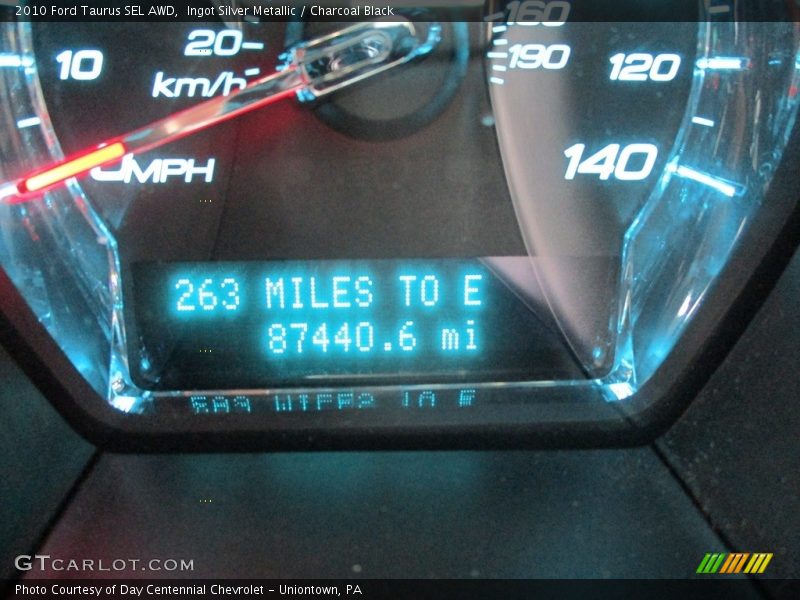 2010 Ford Taurus SEL AWD,  Ingot Silver Metallic / Charcoal Black
160
20
190
10
120
km/h
MPH
140
263 MILES TO E
87440.6 mi
GTCARLOT.COM
Photo Courtesy of Day Centennial Chevrolet - Uniontown, PA